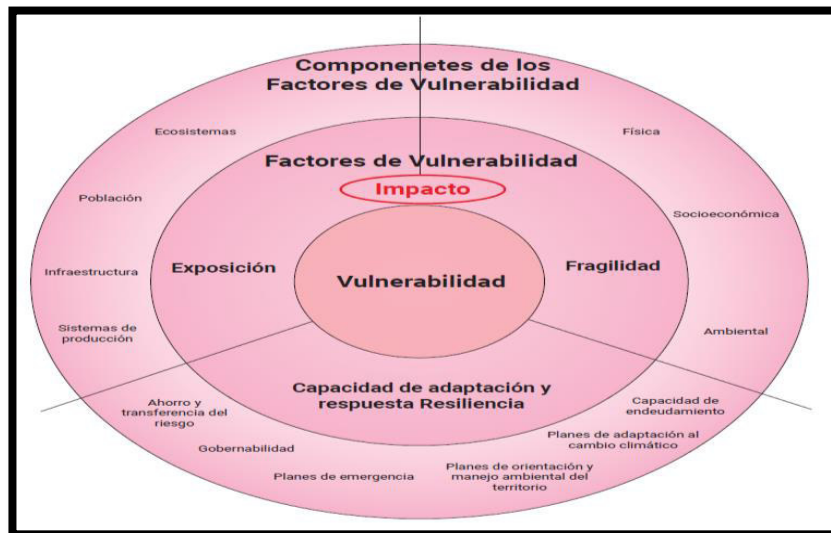 Componenetes de los
Factores de Vulnerabilidad
Ecosistemas
Física
Factores de Vulnerabilidad
Impacto
Población
Socioeconómica
Exposición
Fragilidad
Infraestructura
Vulnerabilidad
Sistemas de
producción
Ambiental
Capacidad de adaptación y
respuesta Resiliencia
Ahorro y
transferencia del
riesgo
Capacidad de
endeudamiento
Gobernabilidad
Planes de adaptación al
cambio climático
Planes de emergencia
Planes de orientación y
manejo ambiental del
territorio